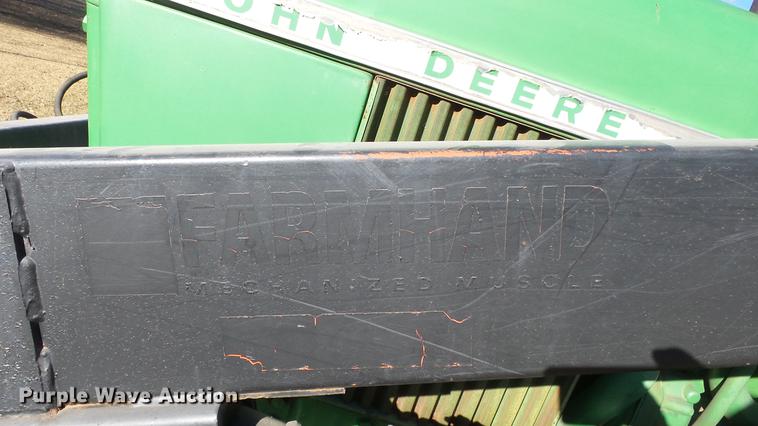 JOHN DEERE
FARMHAND
MECHANIZED MUSCLE
Purple Wave Auction